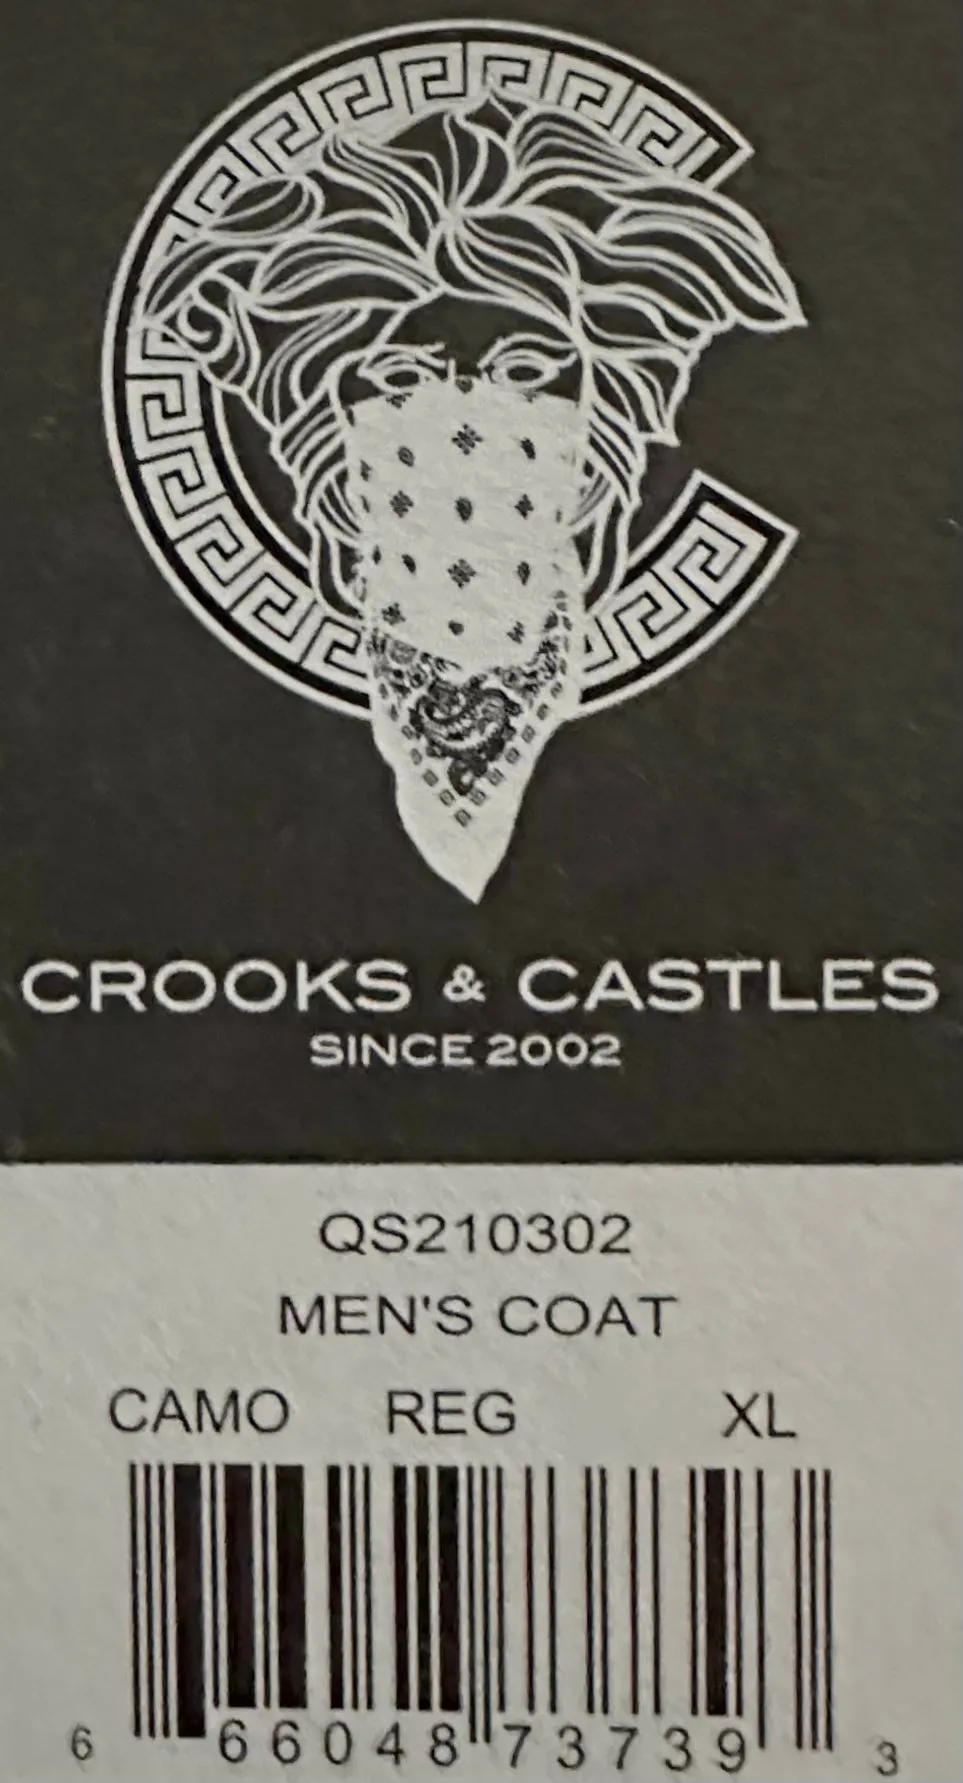 CROOKS & CASTLES
SINCE 2002
QS210302
MEN'S COAT
CAMO REG XL
6 66048 73739 3